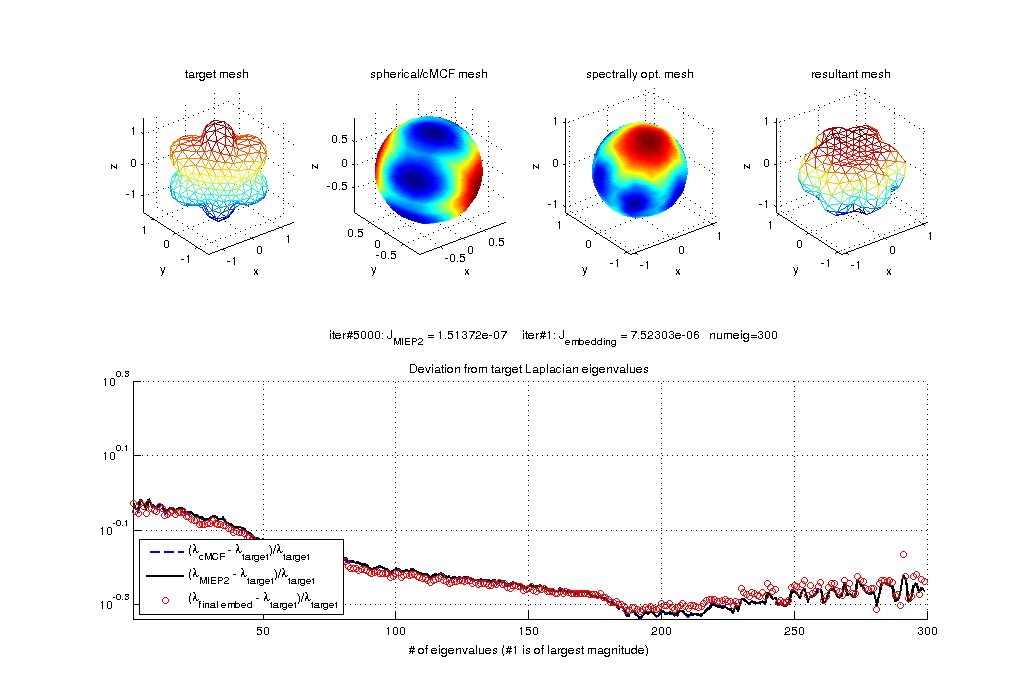 target mesh
spherical/cMCF mesh
spectrally opt. mesh
resultant mesh
1
0
-1
z
1
0
-1
y
-1
0
1
x
0.5
0
-0.5
z
0.5
0
-0.5
y
-0.5
0
0.5
x
1
0
-1
z
1
0
-1
y
-1
0
1
x
1
0
-1
z
1
0
-1
y
-1
0
1
x
iter#5000: J_MIEP2 = 1.51372e-07 iter#1: J_embedding = 7.52303e-06 numeig=300
Deviation from target Laplacian eigenvalues
10^0.3
10^0.1
10^-0.1
10^-0.3
(λ_cMCF - λ_target)/λ_target
(λ_MIEP2 - λ_target)/λ_target
(λ_final embed - λ_target)/λ_target
50 100 150 200 250 300
# of eigenvalues (#1 is of largest magnitude)